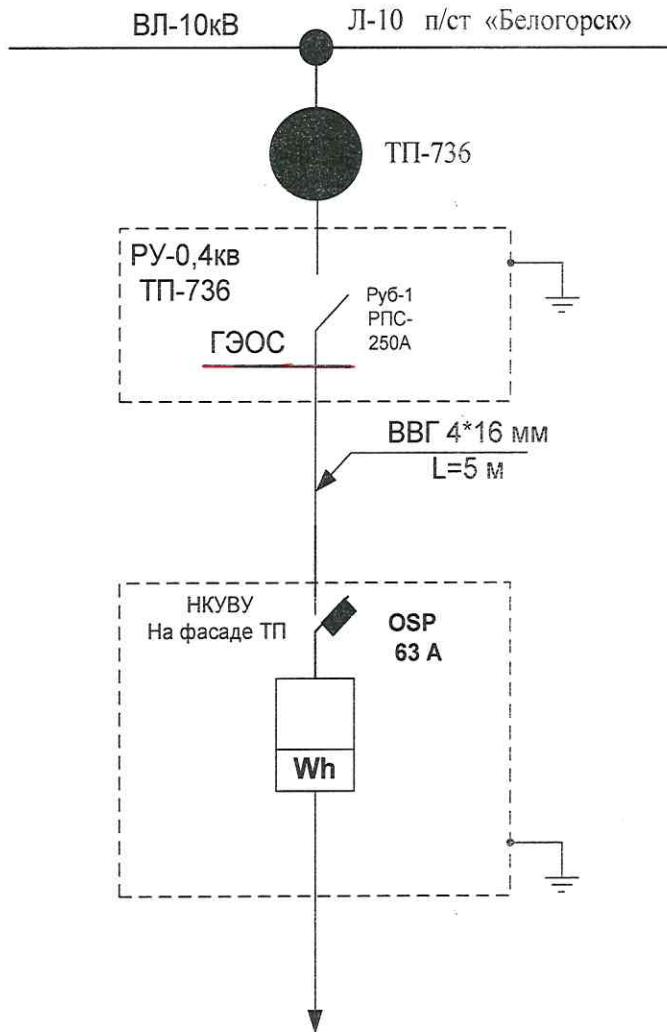 ВЛ-10кВ
Л-10 п/ст «Белогорск»
ТП-736
РУ-0,4кв
ТП-736
Руб-1
РПС-
250А
ГЭОС
ВВГ 4*16 мм
L=5 м
НКУВУ
На фасаде ТП
OSP
63 А
Wh